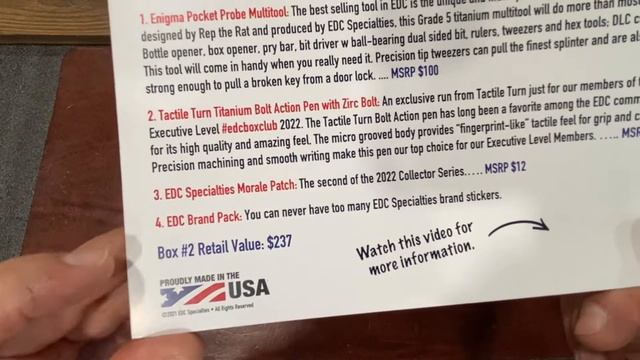 1. Enigma Pocket Probe Multitool: The best selling tool in EDC is the unique and
designed by Rep the Rat and produced by EDC Specialties, this Grade 5 titanium multitool will do more than most
Bottle opener, box opener, pry bar, bit driver w ball-bearing dual sided bit, rulers, tweezers and hex tools; DLC c
This tool will come in handy when you really need it. Precision tip tweezers can pull the finest splinter and are al
strong enough to pull a broken key from a door lock. .... MSRP $100
2. Tactile Turn Titanium Bolt Action Pen with Zirc Bolt: An exclusive run from Tactile Turn just for our members of t
Executive Level #edcboxclub 2022. The Tactile Turn Bolt Action pen has long been a favorite among the EDC comm
for its high quality and amazing feel. The micro grooved body provides "fingerprint-like" tactile feel for grip and c
Precision machining and smooth writing make this pen our top choice for our Executive Level Members. . . . . . MSR
3. EDC Specialties Morale Patch: The second of the 2022 Collector Series. . . . . MSRP $12
4. EDC Brand Pack: You can never have too many EDC Specialties brand stickers.
Box #2 Retail Value: $237
Watch this video for
more information.
PROUDLY MADE IN THE
USA
©2021 EDC Specialties • All Rights Reserved